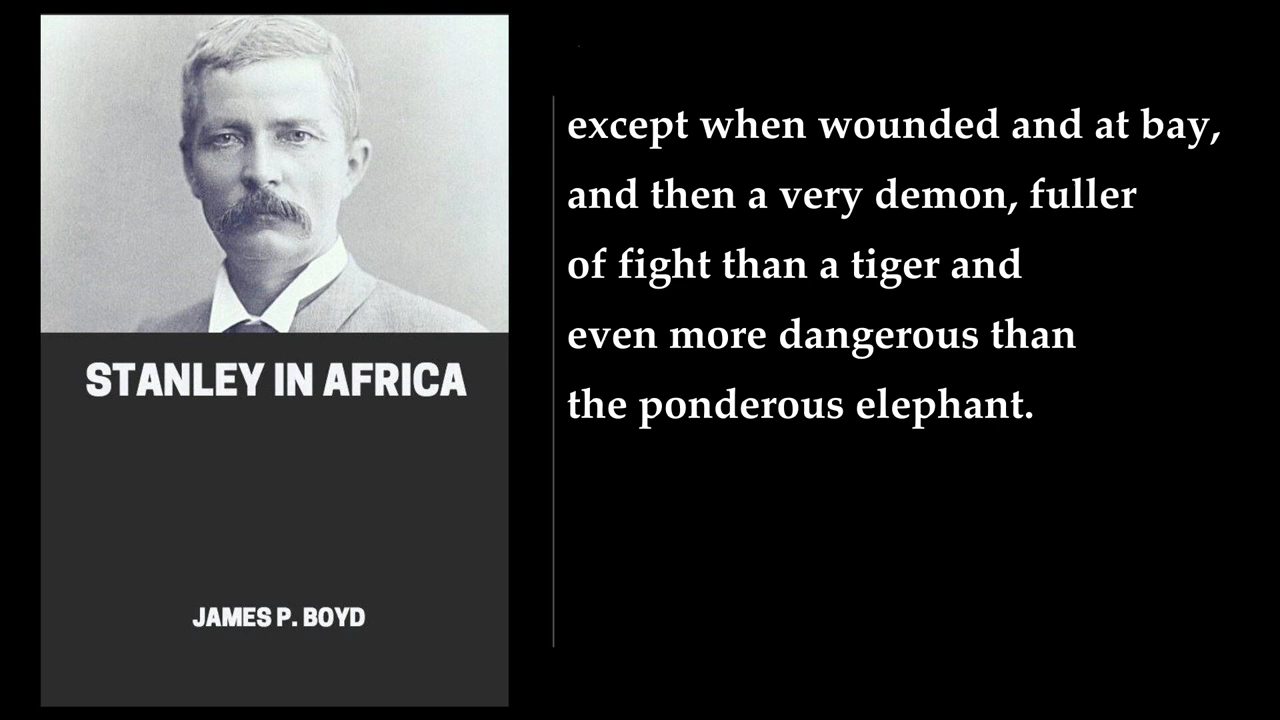 STANLEY IN AFRICA
JAMES P. BOYD
except when wounded and at bay,
and then a very demon, fuller
of fight than a tiger and
even more dangerous than
the ponderous elephant.